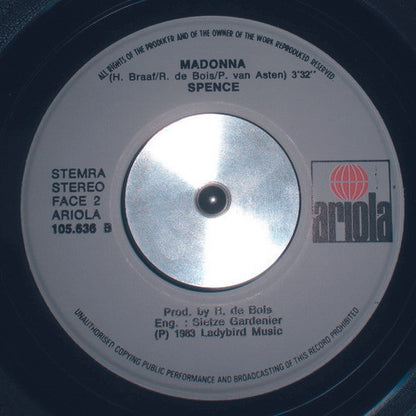 ALL RIGHTS OF THE PRODUCER AND OF THE OWNER OF THE WORK REPRODUCED RESERVED
MADONNA
(H. Braaf/R. de Bois/P. van Asten) 3'32"
SPENCE
STEMRA
STEREO
FACE 2
ARIOLA
105.636 B
ariola
Prod. by R. de Bois
Eng. : Sietze Gardenier
(P) 1983 Ladybird Music
UNAUTHORISED COPYING PUBLIC PERFORMANCE AND BROADCASTING OF THIS RECORD PROHIBITED